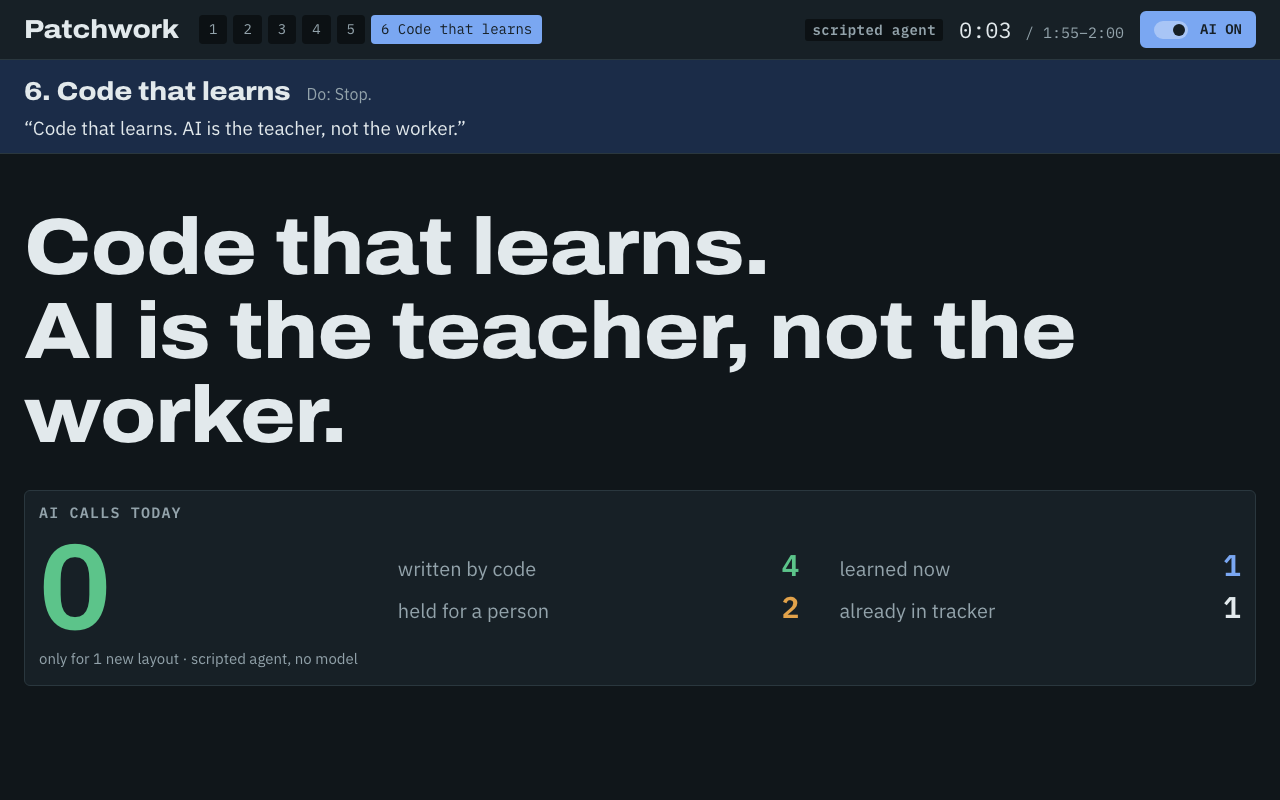 Patchwork 1 2 3 4 5 6 Code that learns scripted agent 0:03 / 1:55–2:00 AI ON
6. Code that learns Do: Stop.
“Code that learns. AI is the teacher, not the worker.”
Code that learns.
AI is the teacher, not the
worker.
AI CALLS TODAY
0
written by code 4 learned now 1
held for a person 2 already in tracker 1
only for 1 new layout · scripted agent, no model